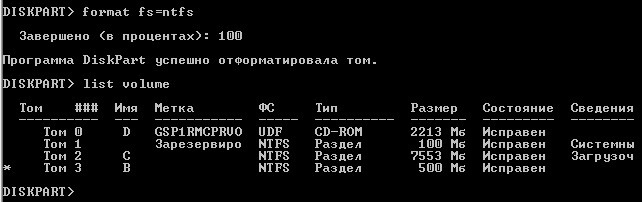 DISKPART> format fs=ntfs
Завершено (в процентах): 100
Программа DiskPart успешно отформатировала том.
DISKPART> list volume
Том ### Имя Метка ФС Тип Размер Состояние Сведения
---------- --- ----------- ----- ---------- ------- --------- --------
Том 0 D GSP1RMCPRVO UDF CD-ROM 2213 Мб Исправен
Том 1 Зарезервиро NTFS Раздел 100 Мб Исправен Системны
Том 2 C NTFS Раздел 7553 Мб Исправен Загрузоч
* Том 3 B NTFS Раздел 500 Мб Исправен
DISKPART>